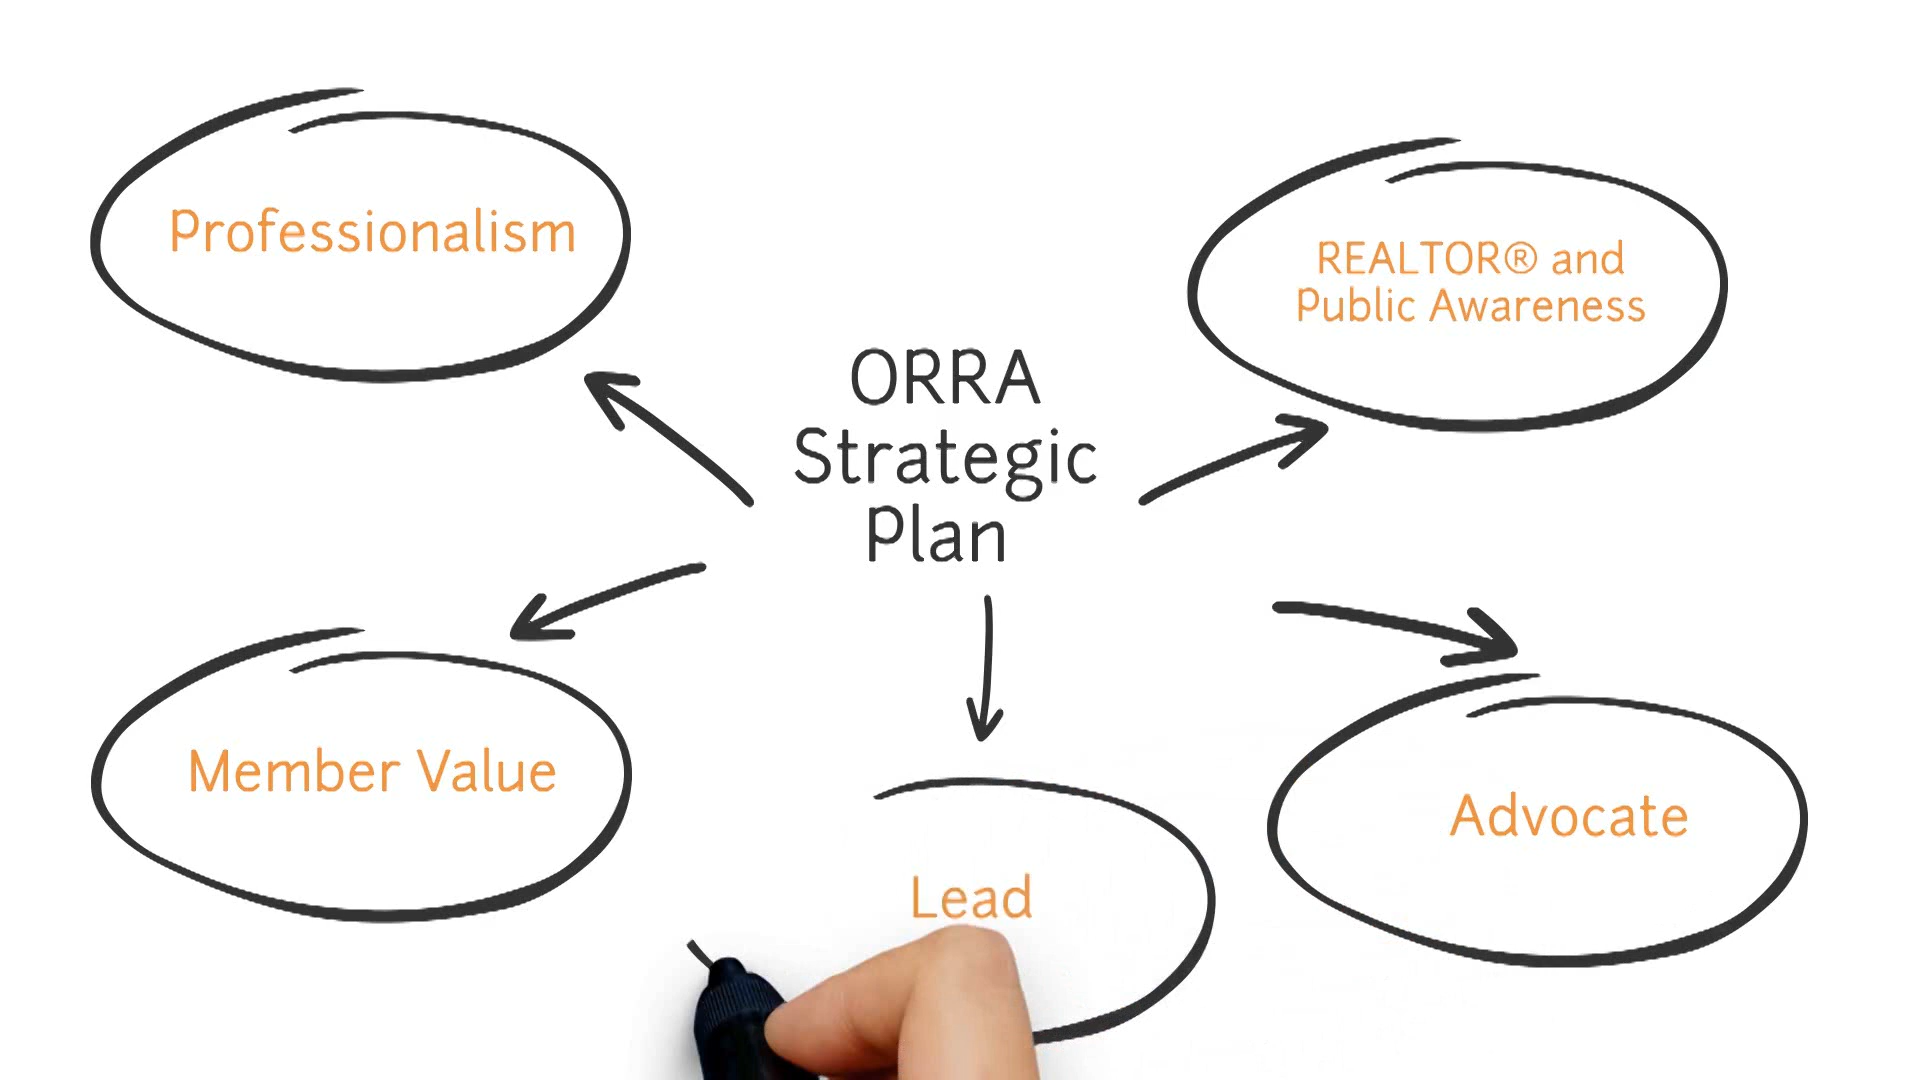 Professionalism
REALTOR® and
Public Awareness
ORRA
Strategic
Plan
Member Value
Lead
Advocate